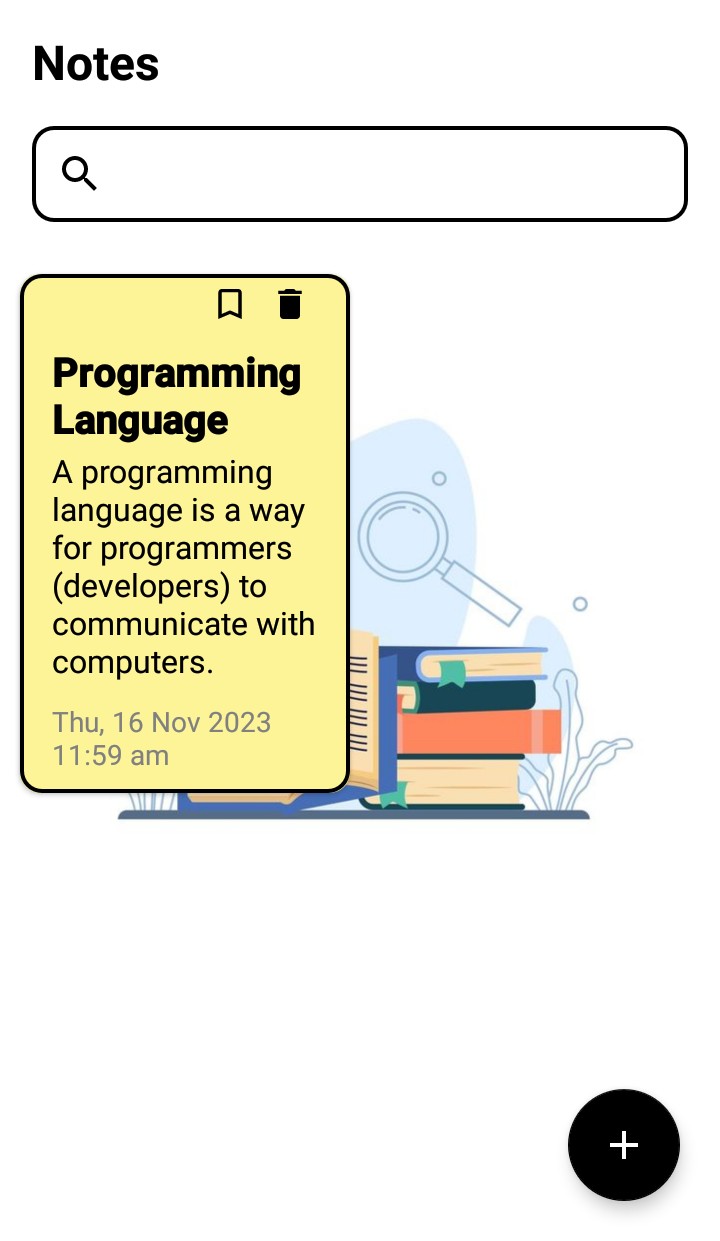 Notes
Programming
Language
A programming
language is a way
for programmers
(developers) to
communicate with
computers.
Thu, 16 Nov 2023
11:59 am